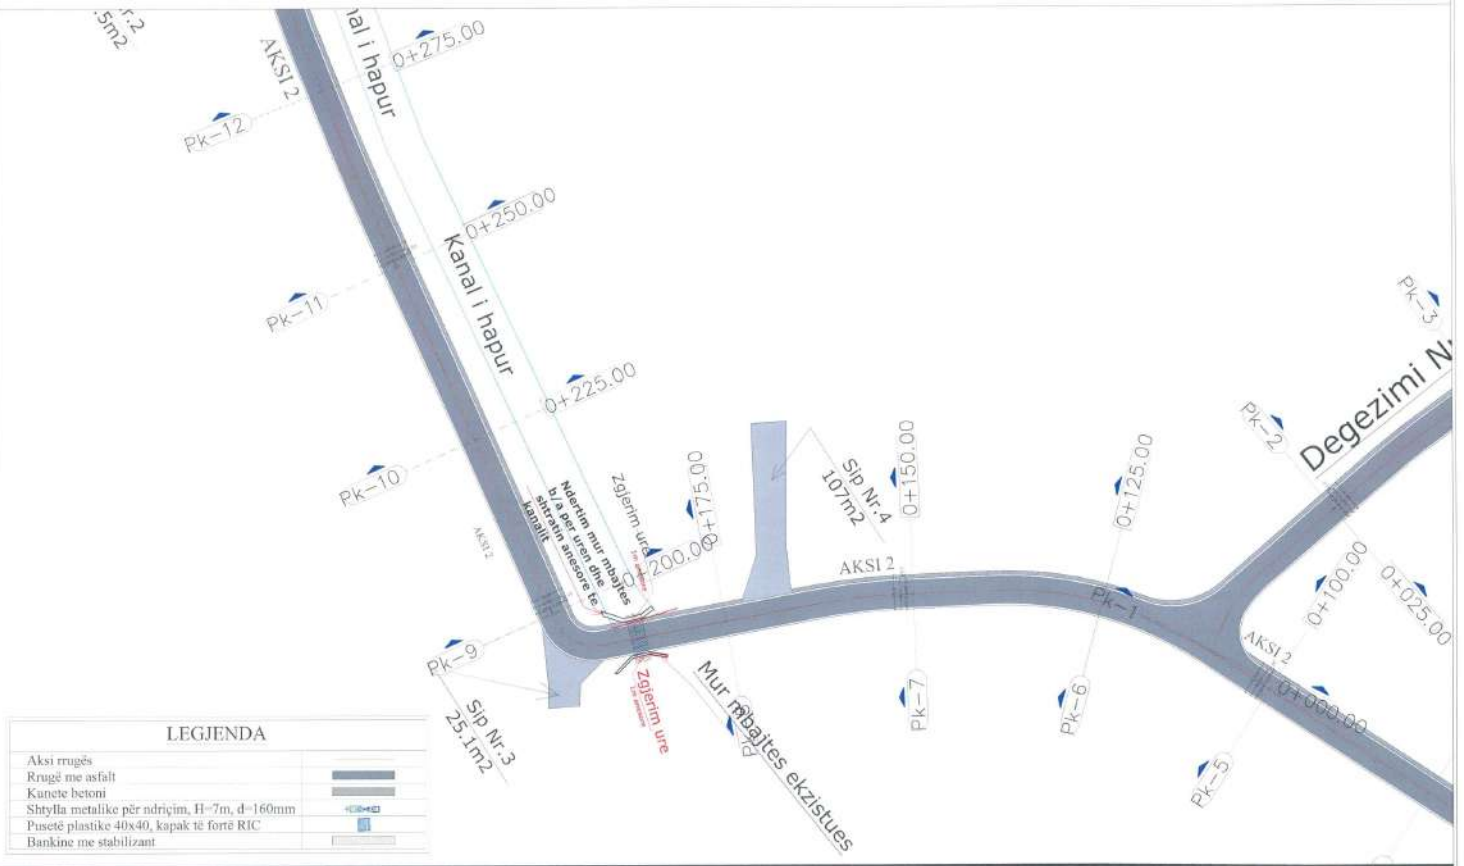 r.2
.5m2
nal i hapur
0+275.00
AKSI 2
Pk-12
0+250.00
Kanal i hapur
Pk-11
0+225.00
Pk-10
AKSI 2
Ndertim mur mbajtes
b/a per uren dhe
shtratin anesore te
kanalit
Zgjerim ure
0+200.00
0+175.00
Sip Nr.4
107m2
0+150.00
0+125.00
AKSI 2
Pk-1
Pk-2
Pk-3
Degezimi N
0+100.00
0+025.00
AKSI 2
0+000.00
Pk-9
Sip Nr.3
25.1m2
Zgjerim ure
Mur mbajtes ekzistues
Pk-7
Pk-6
Pk-5
LEGJENDA
Aksi rrugës
Rrugë me asfalt
Kanete betoni
Shtylla metalike për ndriçim, H=7m, d=160mm
Pusetë plastike 40x40, kapak të fortë RIC
Bankine me stabilizant